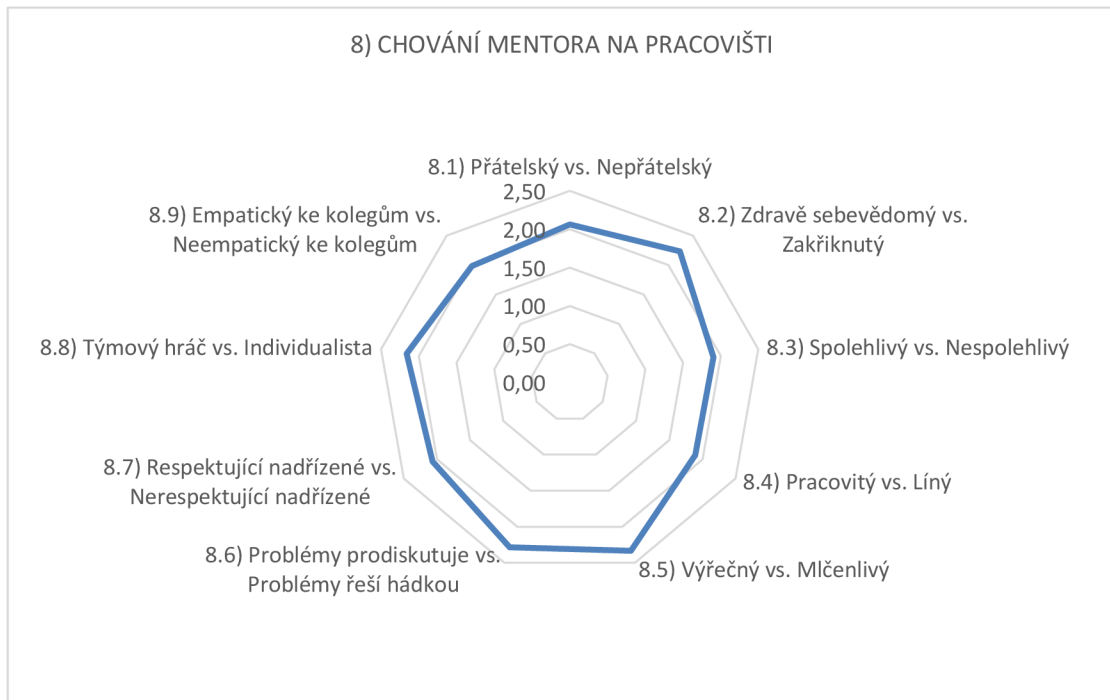 8) CHOVÁNÍ MENTORA NA PRACOVIŠTI
8.1) Přátelský vs. Nepřátelský
8.2) Zdravě sebevědomý vs.
Zakřiknutý
8.3) Spolehlivý vs. Nespolehlivý
8.4) Pracovitý vs. Líný
8.5) Výřečný vs. Mlčenlivý
8.6) Problémy prodiskutuje vs.
Problémy řeší hádkou
8.7) Respektující nadřízené vs.
Nerespektující nadřízené
8.8) Týmový hráč vs. Individualista
8.9) Empatický ke kolegům vs.
Neempatický ke kolegům
2,50
2,00
1,50
1,00
0,50
0,00